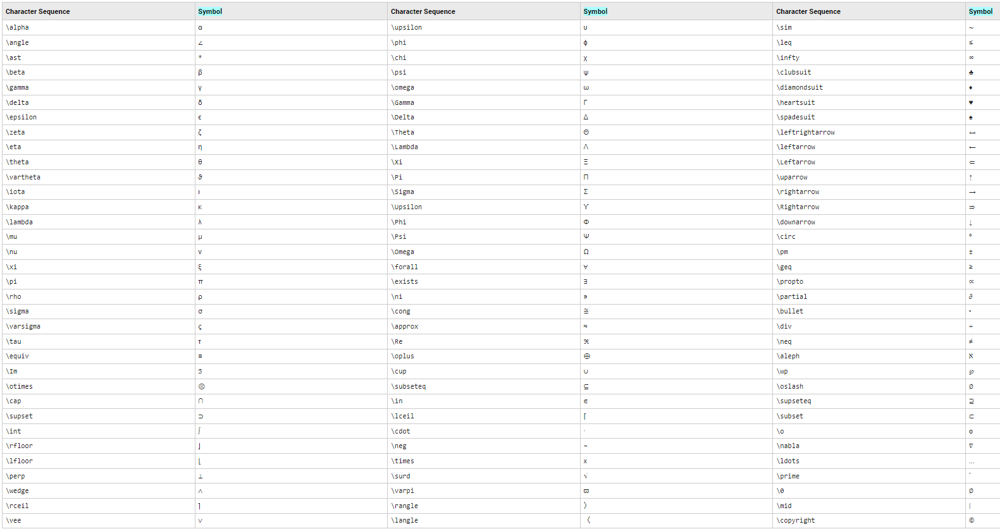 Character Sequence Symbol Character Sequence Symbol Character Sequence Symbol
\alpha α \upsilon υ \sim ~
\angle ∠ \phi ϕ \leq ≤
\ast * \chi χ \infty ∞
\beta β \psi ψ \clubsuit ♣
\gamma γ \omega ω \diamondsuit ♦
\delta δ \Gamma Γ \heartsuit ♥
\epsilon ϵ \Delta Δ \spadesuit ♠
\zeta ζ \Theta Θ \leftrightarrow ↔
\eta η \Lambda Λ \leftarrow ←
\theta θ \Xi Ξ \Leftarrow ⇐
\vartheta ϑ \Pi Π \uparrow ↑
\iota ι \Sigma Σ \rightarrow →
\kappa κ \Upsilon ϒ \Rightarrow ⇒
\lambda λ \Phi Φ \downarrow ↓
\mu µ \Psi Ψ \circ º
\nu ν \Omega Ω \pm ±
\xi ξ \forall ∀ \geq ≥
\pi π \exists ∃ \propto ∝
\rho ρ \ni ∍ \partial ∂
\sigma σ \cong ≅ \bullet •
\varsigma ς \approx ≈ \div ÷
\tau τ \Re ℜ \neq ≠
\equiv ≡ \oplus ⊕ \aleph ℵ
\Im ℑ \cup ∪ \wp ℘
\otimes ⊗ \subseteq ⊆ \oslash ∅
\cap ∩ \in ∈ \supseteq ⊇
\supset ⊃ \lceil ⌈ \subset ⊂
\int ∫ \cdot · \o ο
\rfloor ⌋ \neg ¬ \nabla ∇
\lfloor ⌊ \times x \ldots ...
\perp ⊥ \surd √ \prime ´
\wedge ∧ \varpi ϖ \0 ∅
\rceil ⌉ \rangle 〉 \mid |
\vee ∨ \langle 〈 \copyright ©